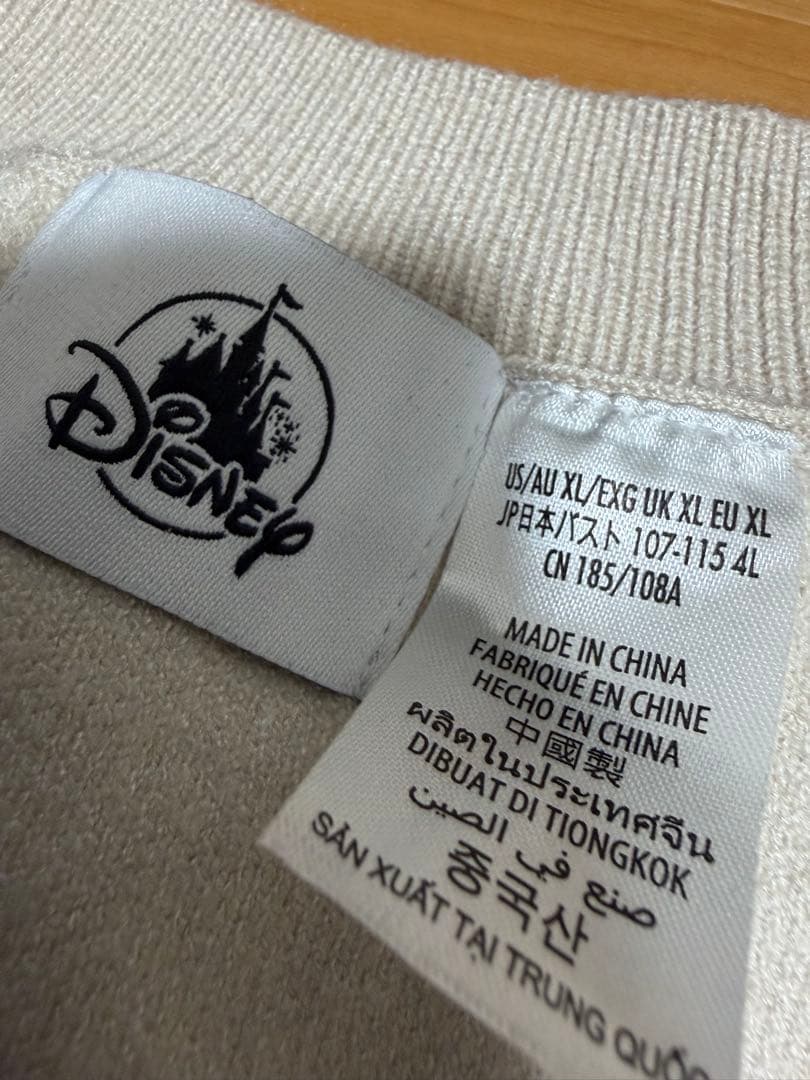 Disney
US/AU XL/EXG UK XL EU XL
JP日本バスト 107-115 4L
CN 185/108A
MADE IN CHINA
FABRIQUÉ EN CHINE
HECHO EN CHINA
中國製
ผลิตในประเทศจีน
DIBUAT DI TIONGKOK
صنع في الصين
중국산
SẢN XUẤT TẠI TRUNG QUỐC